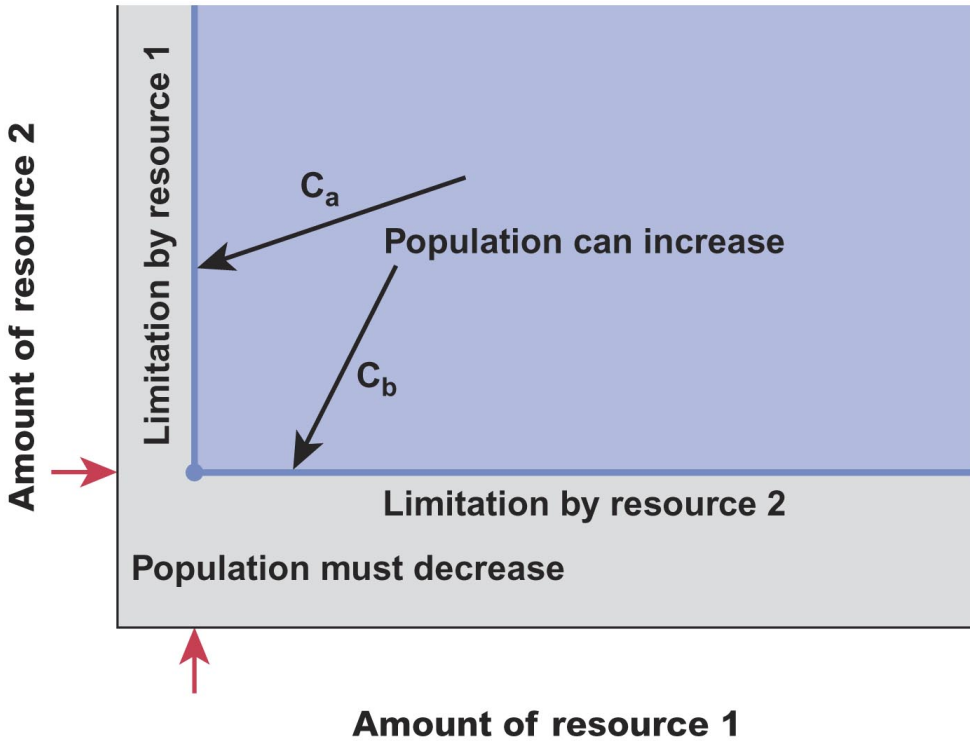 Amount of resource 2
Limitation by resource 1
Ca
Population can increase
Cb
Limitation by resource 2
Population must decrease
Amount of resource 1